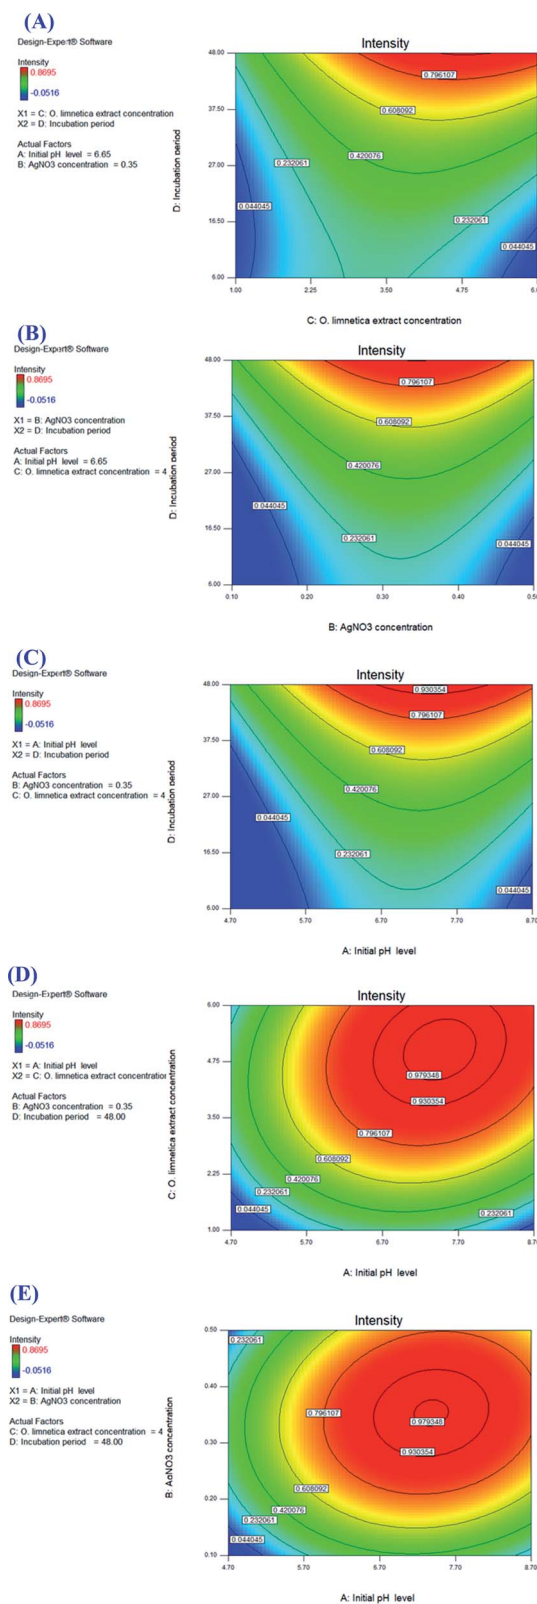 (A)
Design-Expert® Software
Intensity
0.8695
-0.0516
X1 = C: O. limnetica extract concentration
X2 = D: Incubation period
Actual Factors
A: Initial pH level = 6.65
B: AgNO3 concentration = 0.35
Intensity
D: Incubation period
48.00
37.50
27.00
16.50
6.00
0.796107
0.608092
0.420076
0.232061
0.044045
0.232061
0.044045
1.00 2.25 3.50 4.75 6.0
C: O. limnetica extract concentration
(B)
Design-Expert® Software
Intensity
0.8695
-0.0516
X1 = B: AgNO3 concentration
X2 = D: Incubation period
Actual Factors
A: Initial pH level = 6.65
C: O. limnetica extract concentration = 4
Intensity
D: Incubation period
48.00
37.50
27.00
16.50
6.00
0.796107
0.608092
0.420076
0.044045
0.232061
0.044045
0.10 0.20 0.30 0.40 0.50
B: AgNO3 concentration
(C)
Design-Expert® Software
Intensity
0.8695
-0.0516
X1 = A: Initial pH level
X2 = D: Incubation period
Actual Factors
B: AgNO3 concentration = 0.35
C: O. limnetica extract concentration = 4
Intensity
D: Incubation period
48.00
37.50
27.00
16.50
6.00
0.930354
0.796107
0.608092
0.420076
0.044045
0.232061
0.044045
4.70 5.70 6.70 7.70 8.70
A: Initial pH level
(D)
Design-Expert® Software
Intensity
0.8695
-0.0516
X1 = A: Initial pH level
X2 = C: O. limnetica extract concentration
Actual Factors
B: AgNO3 concentration = 0.35
D: Incubation period = 48.00
Intensity
C: O. limnetica extract concentration
6.00
4.75
3.50
2.25
1.00
0.979348
0.930354
0.796107
0.608092
0.420076
0.232061
0.044045
0.232061
4.70 5.70 6.70 7.70 8.70
A: Initial pH level
(E)
Design-Expert® Software
Intensity
0.8695
-0.0516
X1 = A: Initial pH level
X2 = B: AgNO3 concentration
Actual Factors
C: O. limnetica extract concentration = 4
D: Incubation period = 48.00
Intensity
B: AgNO3 concentration
0.50
0.40
0.30
0.20
0.10
0.232061
0.796107
0.979348
0.930354
0.608092
0.420076
0.232061
0.044045
4.70 5.70 6.70 7.70 8.70
A: Initial pH level